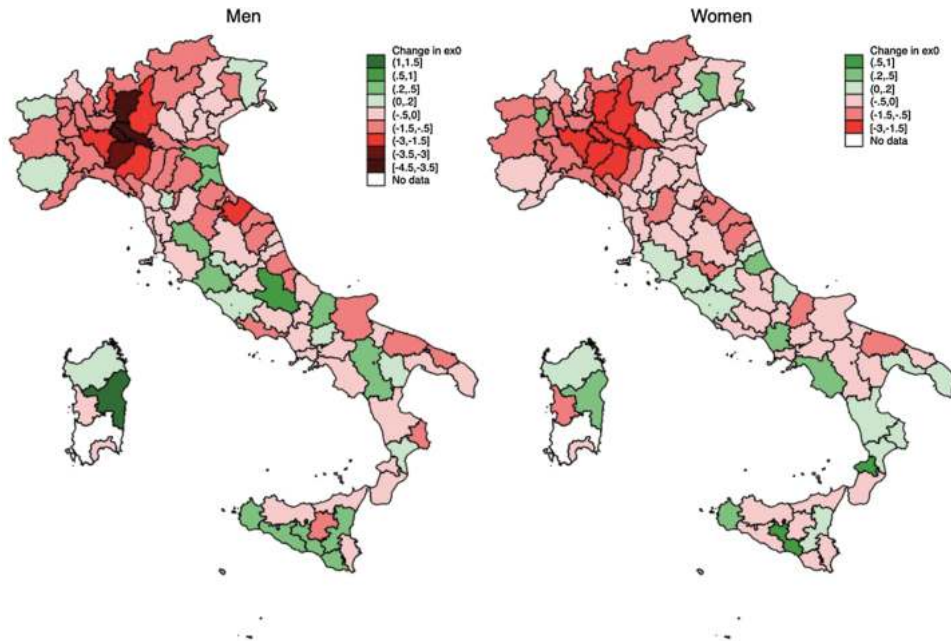 Men
Change in ex0
(1,1.5]
(.5,1]
(.2,.5]
(0,.2]
(-.5,0]
(-1.5,-.5]
(-3,-1.5]
(-3.5,-3]
[-4.5,-3.5]
No data
Women
Change in ex0
(.5,1]
(.2,.5]
(0,.2]
(-.5,0]
(-1.5,-.5]
[-3,-1.5]
No data